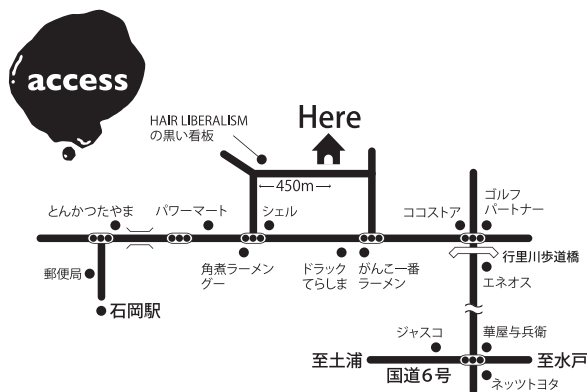 access
HAIR LIBERALISM
の黒い看板
Here
450m
とんかつたやま
パワーマート
シェル
ココストア
ゴルフ
パートナー
郵便局
角煮ラーメン
グー
ドラック
てらしま
がんこ一番
ラーメン
行里川歩道橋
エネオス
石岡駅
ジャスコ
華屋与兵衛
至土浦
国道6号
至水戸
ネッツトヨタ